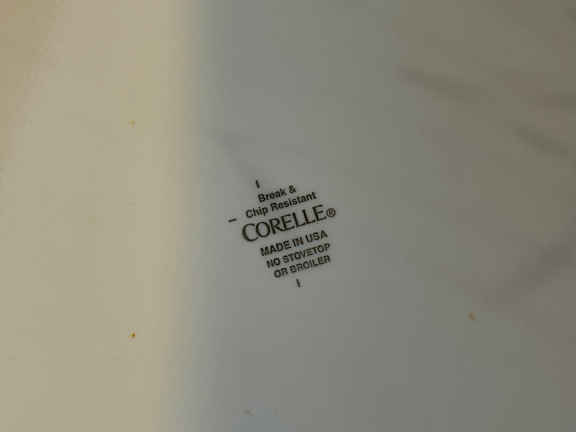 Break &
Chip Resistant
CORELLE®
MADE IN USA
NO STOVETOP
OR BROILER